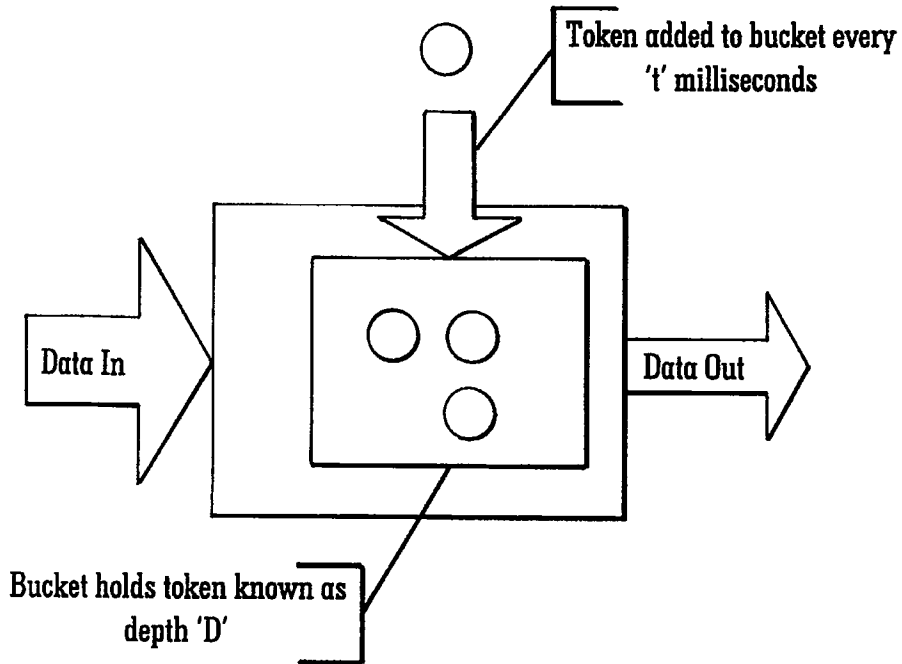 Token added to bucket every
't' milliseconds
Data In
Data Out
Bucket holds token known as
depth 'D'